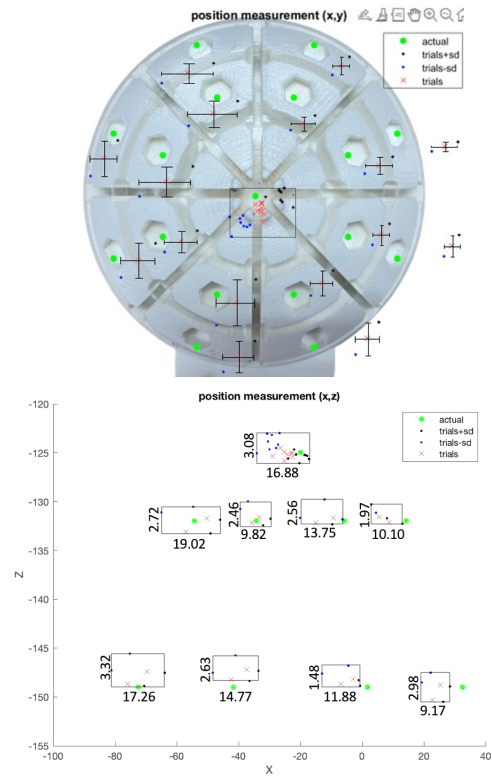 position measurement (x,y)
actual
trials+sd
trials-sd
trials
position measurement (x,z)
-120
-125
-130
-135
-140
-145
-150
-155
Z
actual
trials+sd
trials-sd
trials
3.08
16.88
2.72
19.02
2.46
9.82
2.56
13.75
1.97
10.10
3.32
17.26
2.63
14.77
1.48
11.88
2.98
9.17
-100 -80 -60 -40 -20 0 20 40
X